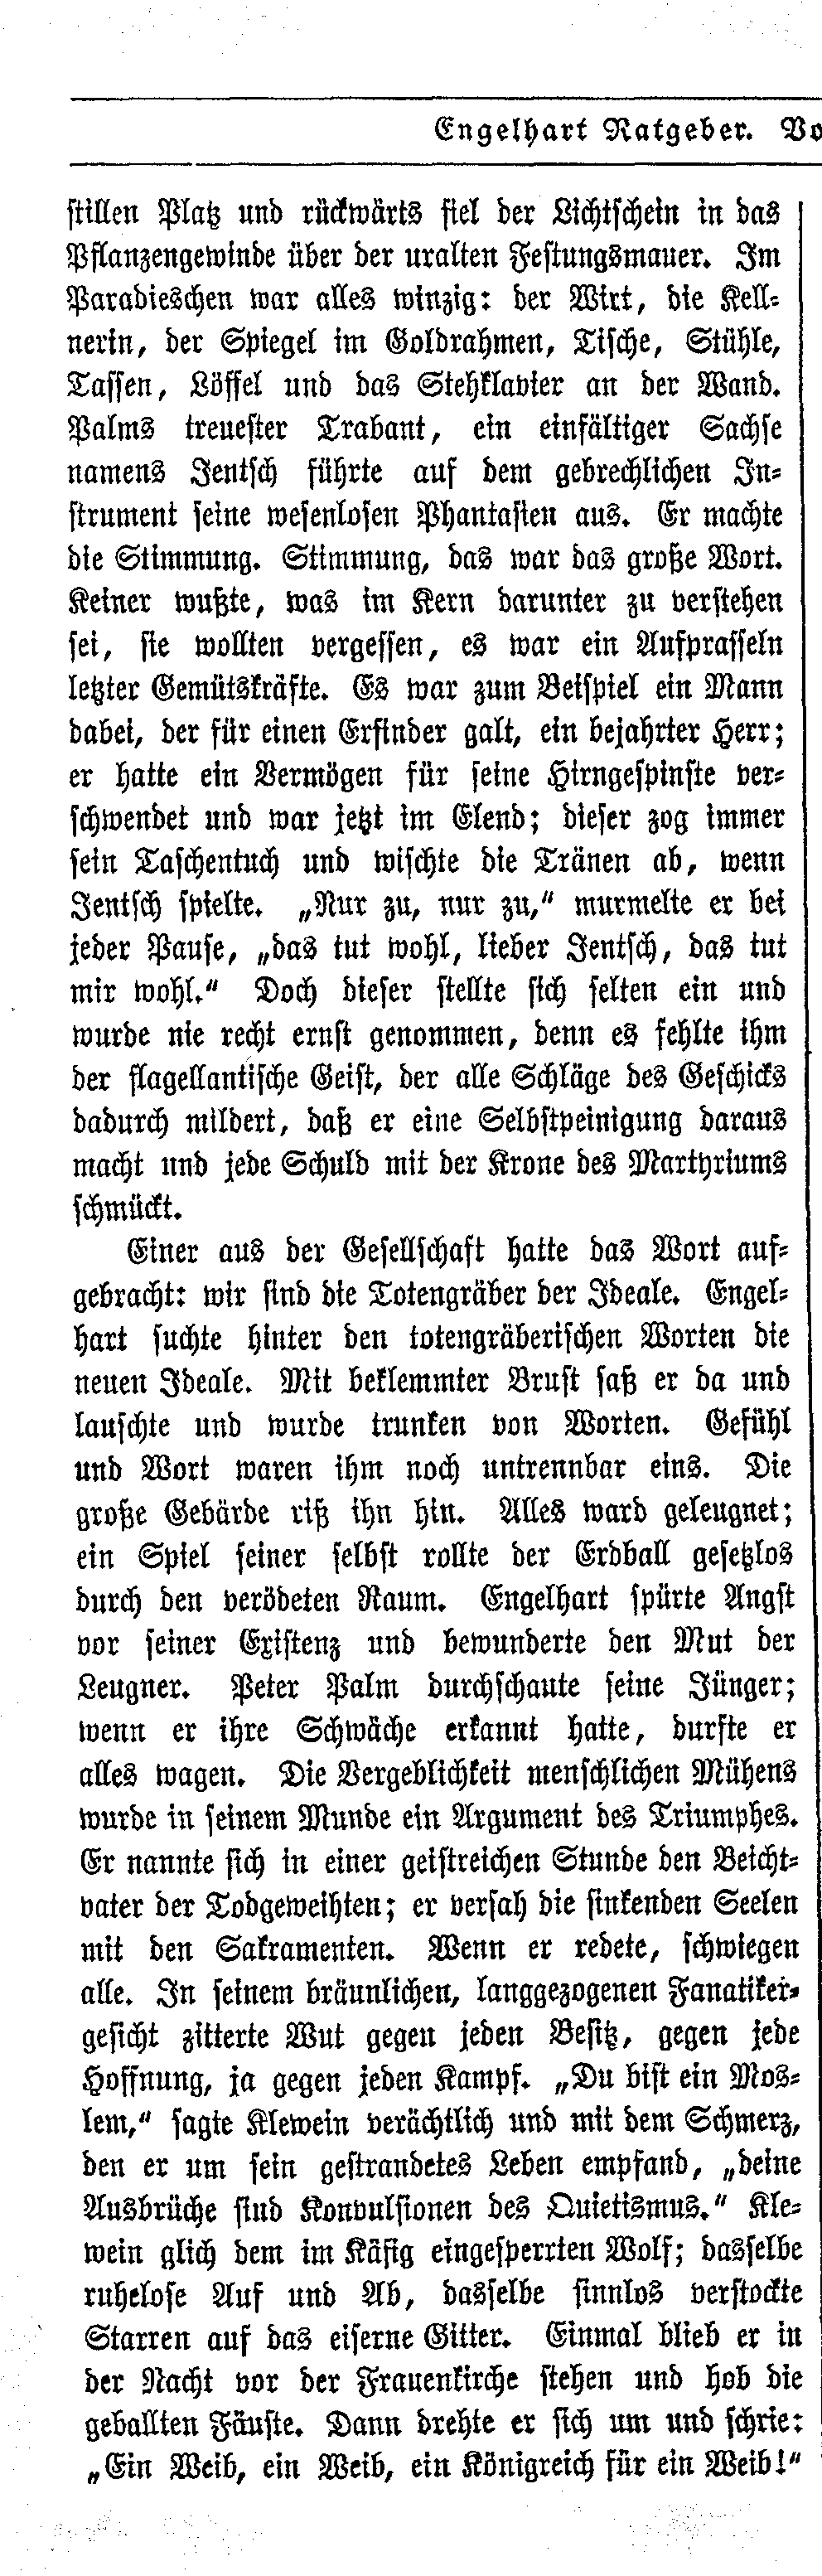 Engelhart Ratgeber. Vo
stillen Platz und rückwärts fiel der Lichtschein in das
Pflanzengewinde über der uralten Festungsmauer. Im
Paradieschen war alles winzig: der Wirt, die Kell-
nerin, der Spiegel im Goldrahmen, Tische, Stühle,
Tassen, Löffel und das Stehklavier an der Wand.
Palms treuester Trabant, ein einfältiger Sachse
namens Jentsch führte auf dem gebrechlichen In-
strument seine wesenlosen Phantasien aus. Er machte
die Stimmung. Stimmung, das war das große Wort.
Keiner wußte, was im Kern darunter zu verstehen
sei, sie wollten vergessen, es war ein Aufprasseln
letzter Gemütskräfte. Es war zum Beispiel ein Mann
dabei, der für einen Erfinder galt, ein bejahrter Herr;
er hatte ein Vermögen für seine Hirngespinste ver-
schwendet und war jetzt im Elend; dieser zog immer
sein Taschentuch und wischte die Tränen ab, wenn
Jentsch spielte. „Nur zu, nur zu,“ murmelte er bei
jeder Pause, „das tut wohl, lieber Jentsch, das tut
mir wohl.“ Doch dieser stellte sich selten ein und
wurde nie recht ernst genommen, denn es fehlte ihm
der flagellantische Geist, der alle Schläge des Geschicks
dadurch mildert, daß er eine Selbstpeinigung daraus
macht und jede Schuld mit der Krone des Martyriums
schmückt.
Einer aus der Gesellschaft hatte das Wort auf-
gebracht: wir sind die Totengräber der Ideale. Engel-
hart suchte hinter den totengräberischen Worten die
neuen Ideale. Mit beklemmter Brust saß er da und
lauschte und wurde trunken von Worten. Gefühl
und Wort waren ihm noch untrennbar eins. Die
große Gebärde riß ihn hin. Alles ward geleugnet;
ein Spiel seiner selbst rollte der Erdball gesetzlos
durch den verödeten Raum. Engelhart spürte Angst
vor seiner Existenz und bewunderte den Mut der
Leugner. Peter Palm durchschaute seine Jünger;
wenn er ihre Schwäche erkannt hatte, durfte er
alles wagen. Die Vergeblichkeit menschlichen Mühens
wurde in seinem Munde ein Argument des Triumphes.
Er nannte sich in einer geistreichen Stunde den Beicht-
vater der Todgeweihten; er versah die sinkenden Seelen
mit den Sakramenten. Wenn er redete, schwiegen
alle. In seinem bräunlichen, langgezogenen Fanatiker-
gesicht zitterte Wut gegen jeden Besitz, gegen jede
Hoffnung, ja gegen jeden Kampf. „Du bist ein Mos-
lem,“ sagte Klewein verächtlich und mit dem Schmerz,
den er um sein gestrandetes Leben empfand, „deine
Ausbrüche sind Konvulsionen des Quietismus.“ Kle-
wein glich dem im Käfig eingesperrten Wolf; dasselbe
ruhelose Auf und Ab, dasselbe sinnlos verstockte
Starren auf das eiserne Gitter. Einmal blieb er in
der Nacht vor der Frauenkirche stehen und hob die
geballten Fäuste. Dann drehte er sich um und schrie:
„Ein Weib, ein Weib, ein Königreich für ein Weib!“